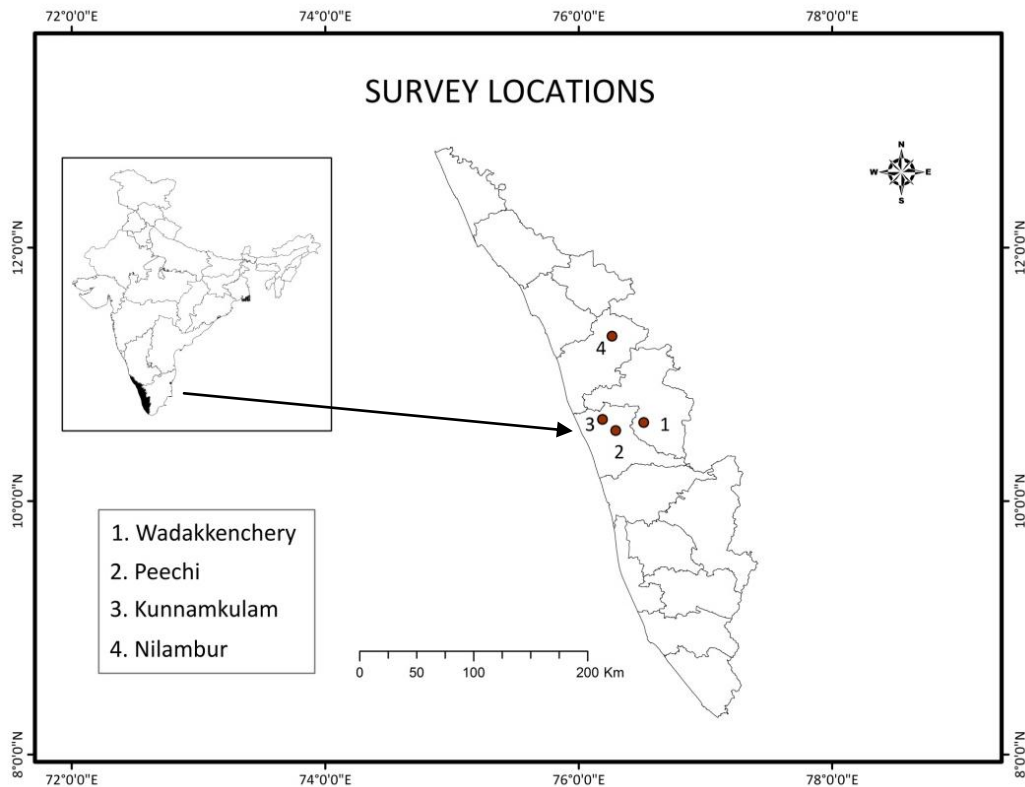 72°0'0"E 74°0'0"E 76°0'0"E 78°0'0"E
SURVEY LOCATIONS
N
W E
S
12°0'0"N 12°0'0"N
4
3 1
2
10°0'0"N 10°0'0"N
1. Wadakkenchery
2. Peechi
3. Kunnamkulam
4. Nilambur
0 50 100 200 Km
8°0'0"N 8°0'0"N
72°0'0"E 74°0'0"E 76°0'0"E 78°0'0"E